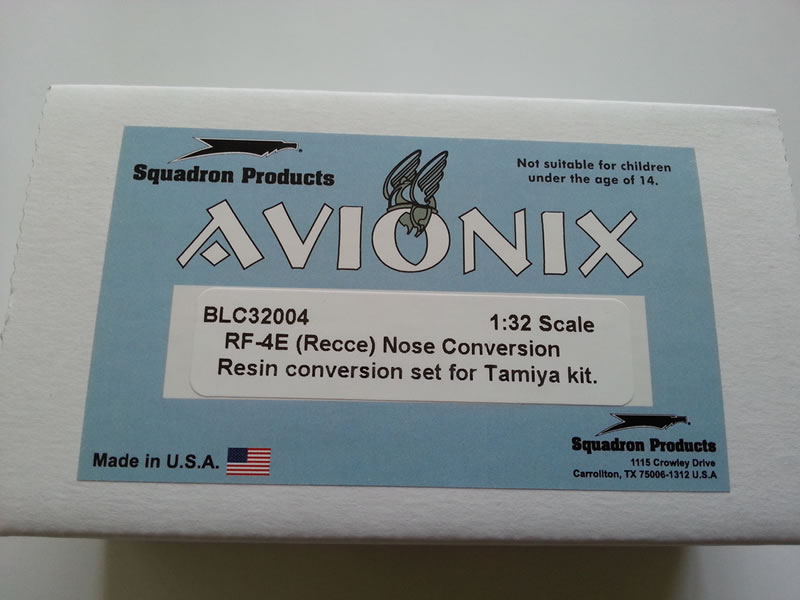 Squadron Products
Not suitable for children
under the age of 14.
AVIONIX
BLC32004 1:32 Scale
RF-4E (Recce) Nose Conversion
Resin conversion set for Tamiya kit.
Made in U.S.A.
Squadron Products
1115 Crowley Drive
Carrollton, TX 75006-1312 U.S.A